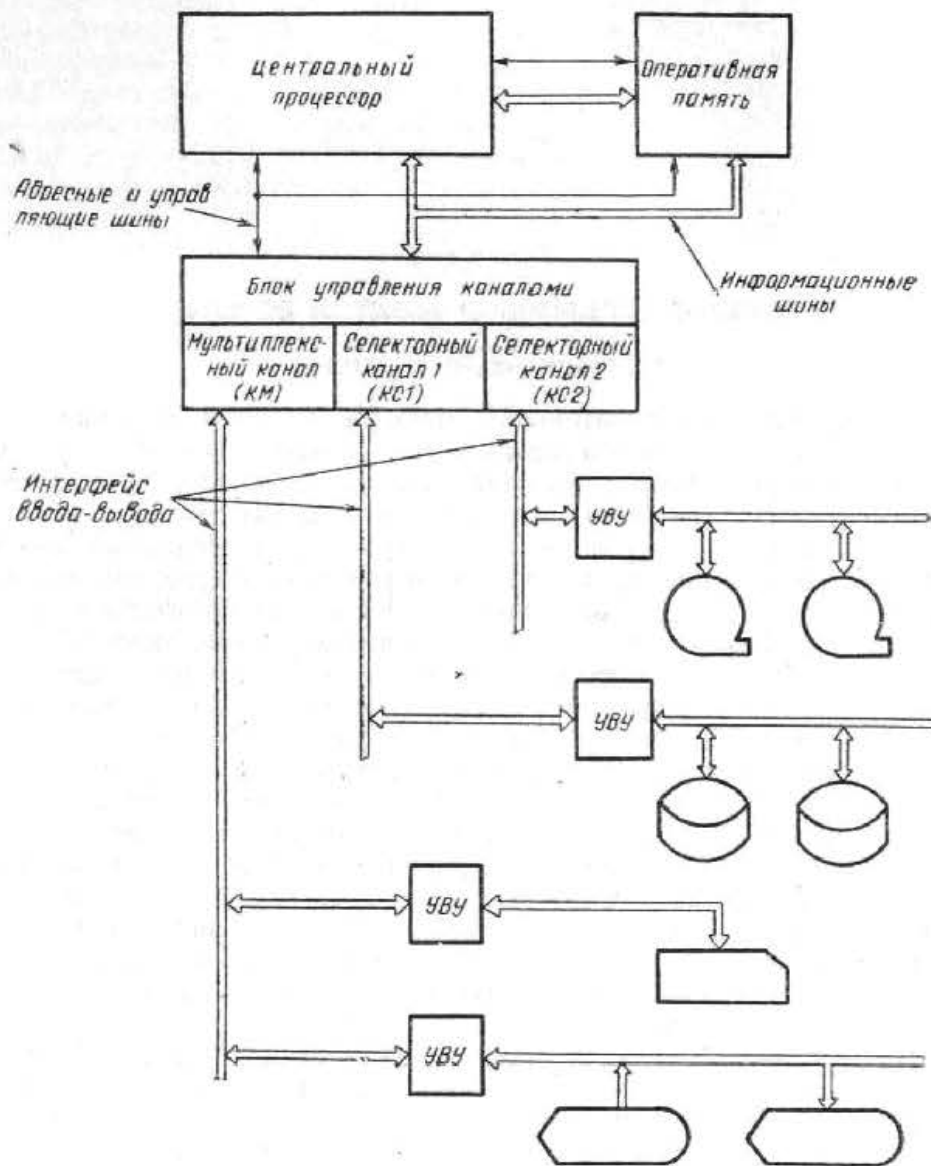 Центральный
процессор
Оперативная
память
Адресные и управ
ляющие шины
Информационные
шины
Блок управления каналами
Мультиплекс-
ный канал
(КМ)
Селекторный
канал 1
(КС1)
Селекторный
канал 2
(КС2)
Интерфейс
ввода-вывода
УВУ
УВУ
УВУ
УВУ